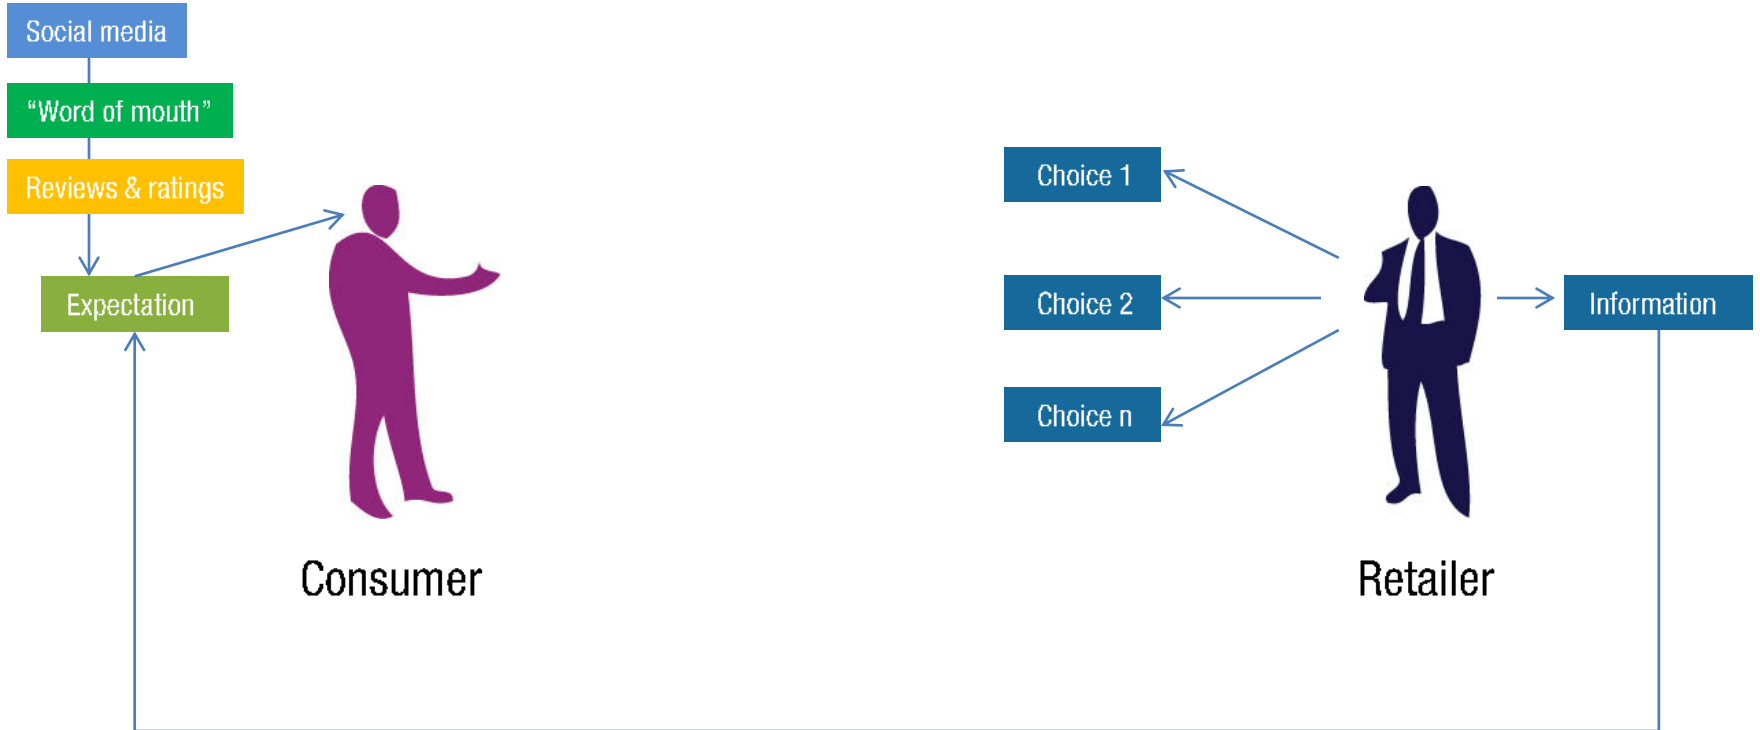 Social media
“Word of mouth”
Reviews & ratings
Expectation
Consumer
Choice 1
Choice 2
Choice n
Retailer
Information